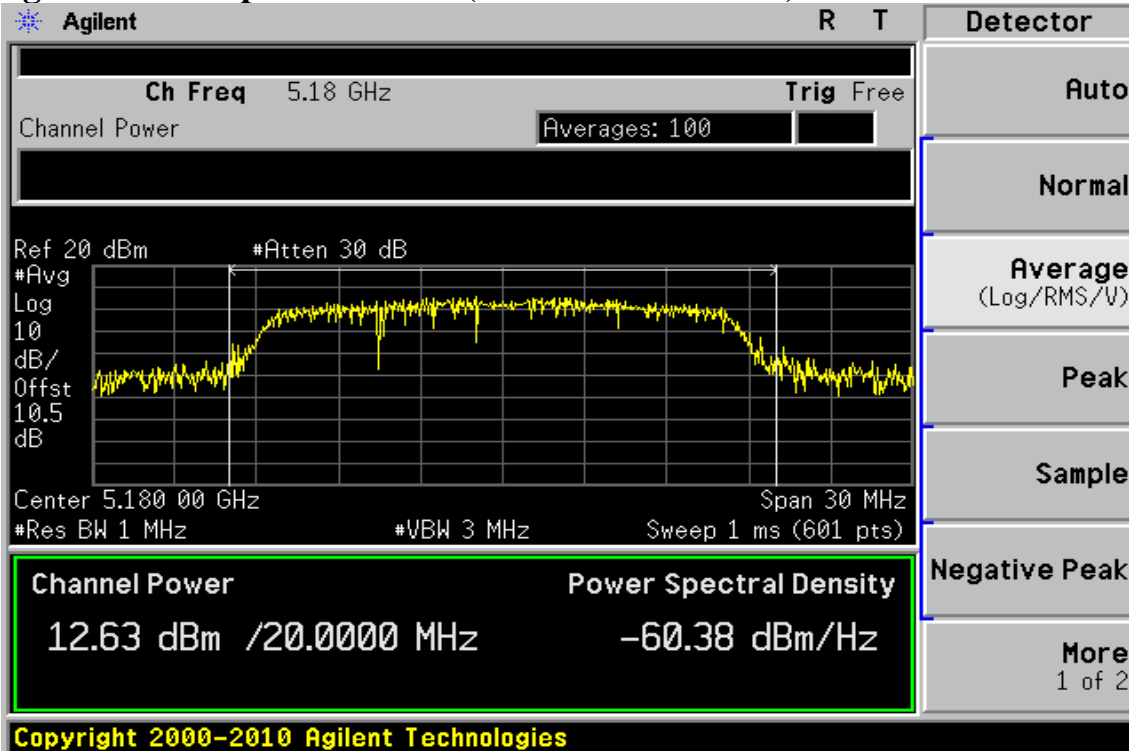 Agilent R T Detector
Ch Freq 5.18 GHz Trig Free
Channel Power Averages: 100
Ref 20 dBm #Atten 30 dB
#Avg
Log
10
dB/
Offst
10.5
dB
Center 5.180 00 GHz Span 30 MHz
#Res BW 1 MHz #VBW 3 MHz Sweep 1 ms (601 pts)
Channel Power Power Spectral Density
12.63 dBm /20.0000 MHz -60.38 dBm/Hz
Copyright 2000-2010 Agilent Technologies
Auto
Normal
Average
(Log/RMS/V)
Peak
Sample
Negative Peak
More
1 of 2